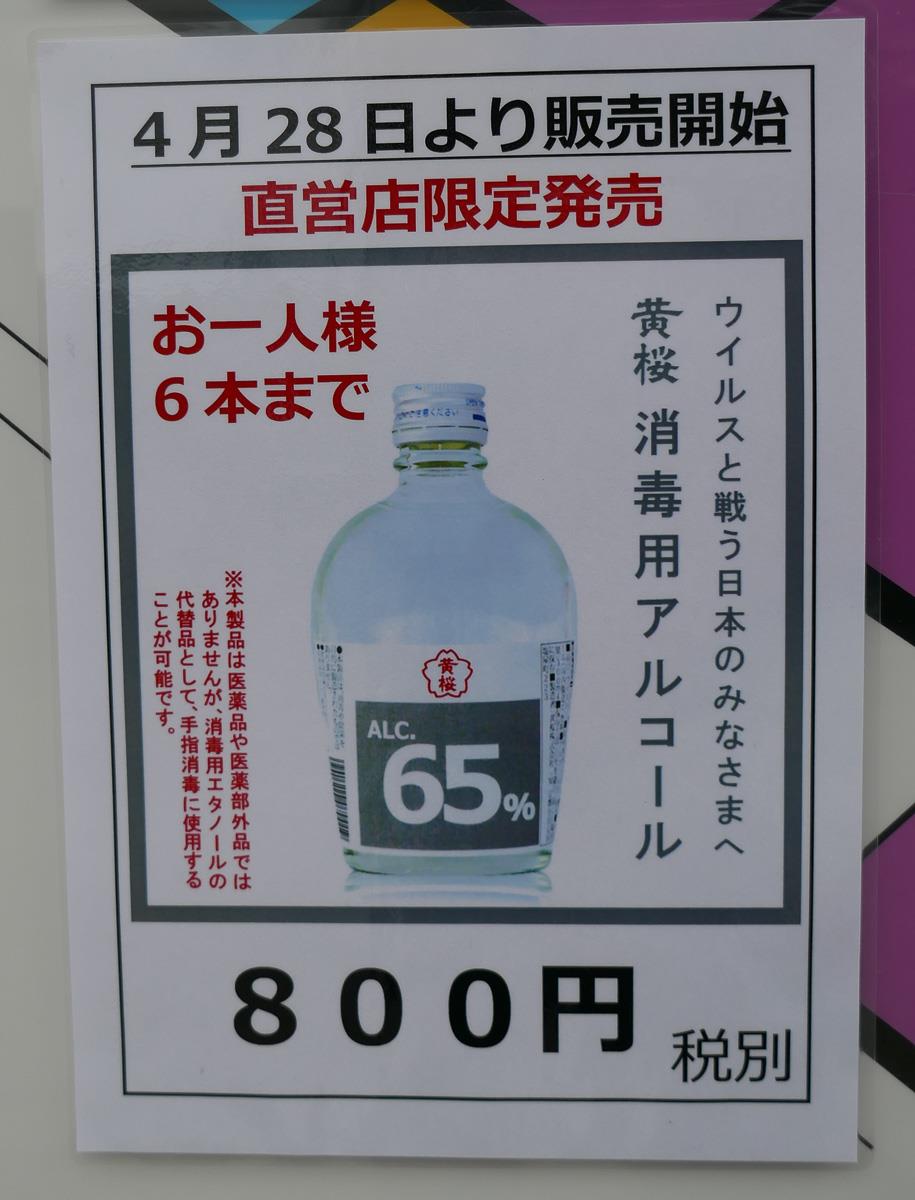 4月28日より販売開始
直営店限定発売
お一人様
6本まで
ウイルスと戦う日本のみなさまへ
黄桜 消毒用アルコール
※本製品は医薬品や医薬部外品では
ありませんが、消毒用エタノールの
代替品として、手指消毒に使用する
ことが可能です。
黄桜
ALC.
65%
800円
税別